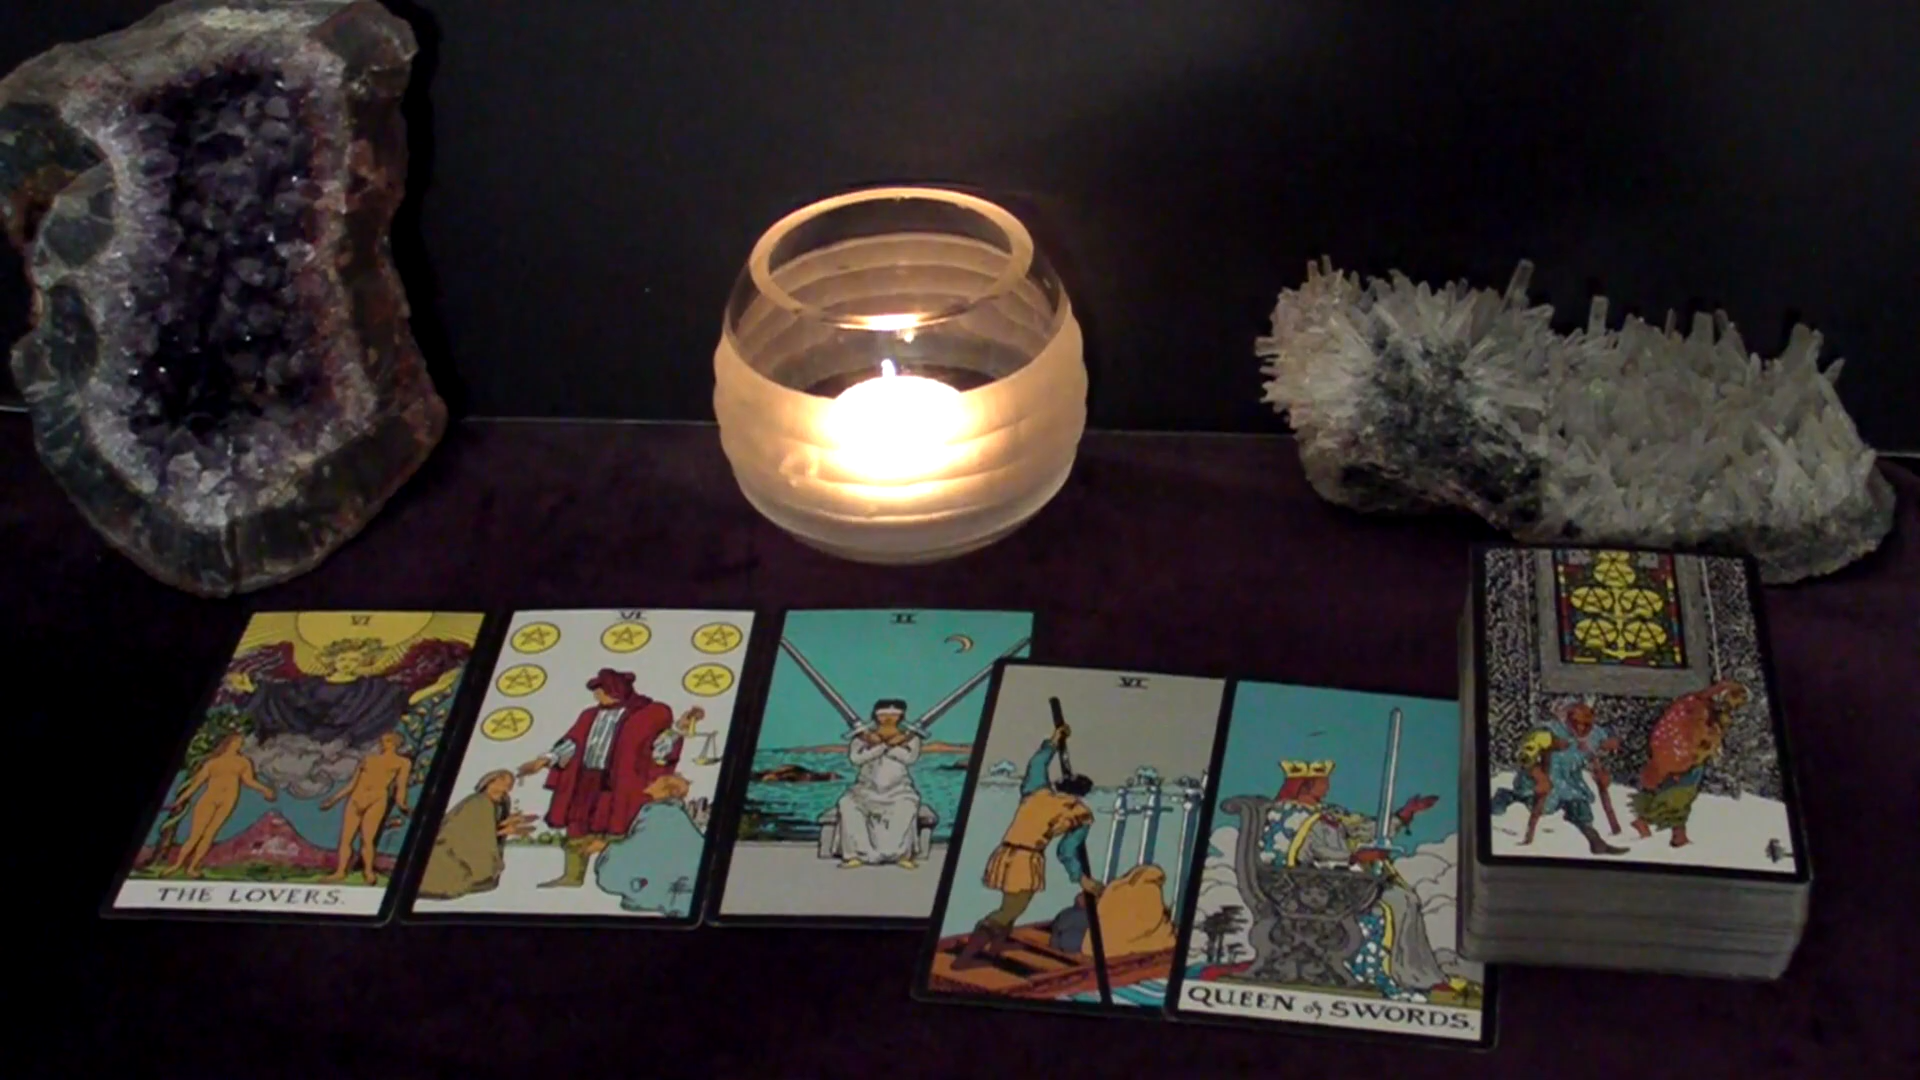 VI
VI
II
VI
THE LOVERS.
QUEEN of SWORDS.